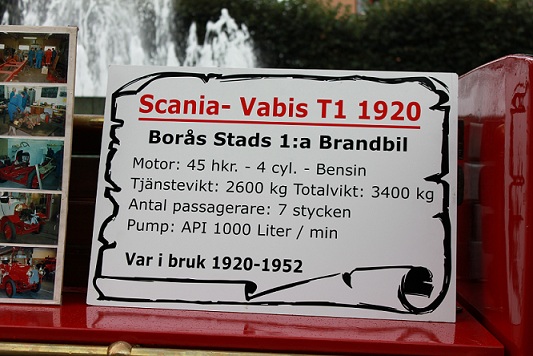 Scania- Vabis T1 1920
Borås Stads 1:a Brandbil
Motor: 45 hkr. - 4 cyl. - Bensin
Tjänstevikt: 2600 kg Totalvikt: 3400 kg
Antal passagerare: 7 stycken
Pump: API 1000 Liter / min
Var i bruk 1920-1952